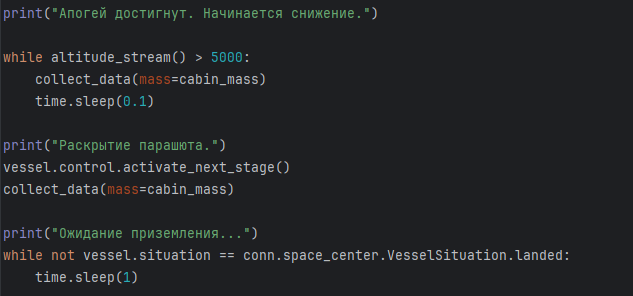 print("Апогей достигнут. Начинается снижение.")
while altitude_stream() > 5000:
    collect_data(mass=cabin_mass)
    time.sleep(0.1)
print("Раскрытие парашюта.")
vessel.control.activate_next_stage()
collect_data(mass=cabin_mass)
print("Ожидание приземления...")
while not vessel.situation == conn.space_center.VesselSituation.landed:
    time.sleep(1)